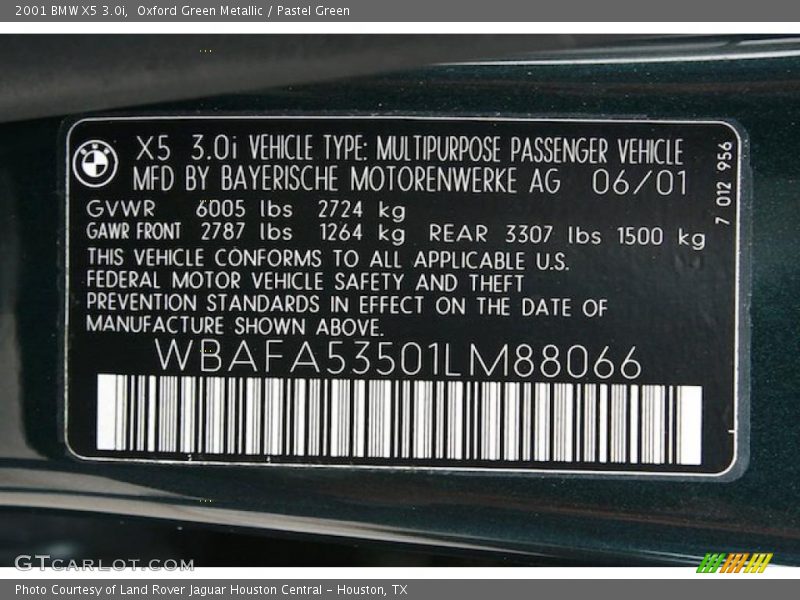 2001 BMW X5 3.0i,  Oxford Green Metallic / Pastel Green
BMW
X5 3.0i VEHICLE TYPE: MULTIPURPOSE PASSENGER VEHICLE
MFD BY BAYERISCHE MOTORENWERKE AG 06/01
7 012 956
GVWR 6005 lbs 2724 kg
GAWR FRONT 2787 lbs 1264 kg REAR 3307 lbs 1500 kg
THIS VEHICLE CONFORMS TO ALL APPLICABLE U.S.
FEDERAL MOTOR VEHICLE SAFETY AND THEFT
PREVENTION STANDARDS IN EFFECT ON THE DATE OF
MANUFACTURE SHOWN ABOVE.
WBAFA53501LM88066
GTCARLOT.COM
Photo Courtesy of Land Rover Jaguar Houston Central - Houston, TX